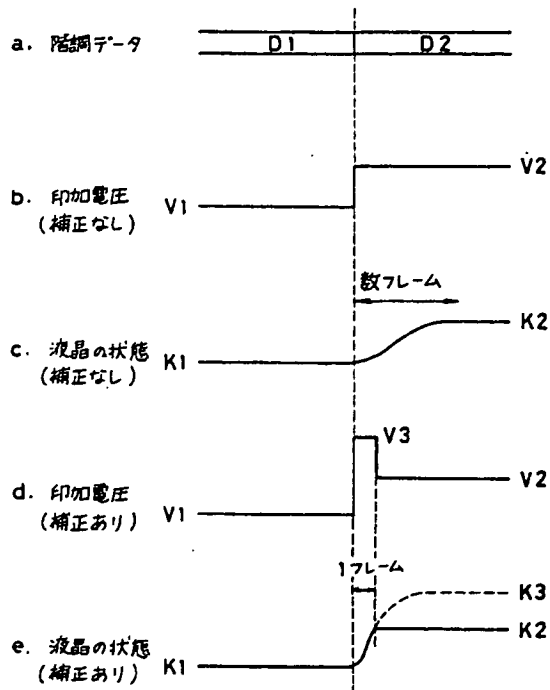 a. 階調データ D1 D2
b. 印加電圧 V1 V2
(補正なし)
数フレーム
c. 液晶の状態 K1 K2
(補正なし)
V3
d. 印加電圧 V1 V2
(補正あり)
1フレーム
K3
K2
e. 液晶の状態 K1
(補正あり)